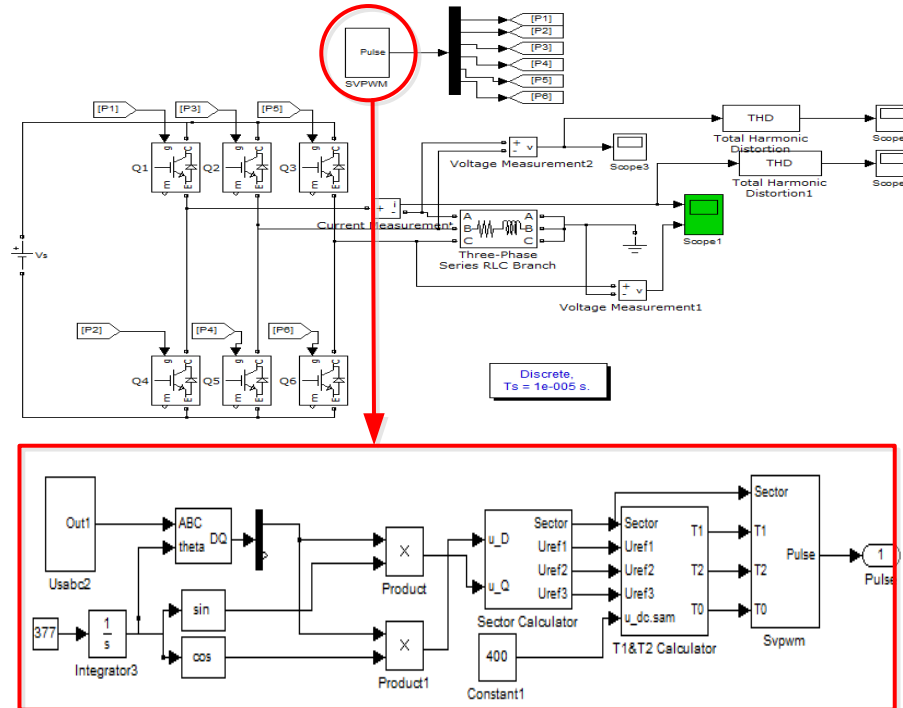 [P1]
[P2]
[P3]
[P4]
[P5]
[P6]
Pulse
SVPWM
[P1]
[P3]
[P5]
g
C
E
Q1
g
C
E
Q2
g
C
E
Q3
THD
Total Harmonic
Distortion
Scope
THD
Total Harmonic
Distortion1
Scope
+
-
v
Voltage Measurement2
Scope3
+
-
i
Current Measurement
A
B
C
A
B
C
Three-Phase
Series RLC Branch
Scope1
+
-
v
Voltage Measurement1
+
Vs
[P2]
[P4]
[P6]
g
C
E
Q4
g
C
E
Q5
g
C
E
Q6
Discrete,
Ts = 1e-005 s.
Out1
Usabc2
ABC
theta
DQ
377
1
s
Integrator3
sin
cos
X
Product
X
Product1
u_D
u_Q
Sector
Uref1
Uref2
Uref3
Sector Calculator
400
Constant1
Sector
Uref1
Uref2
Uref3
u_dc.sam
T1
T2
T0
T1&T2 Calculator
Sector
T1
T2
T0
Pulse
Svpwm
1
Pulse